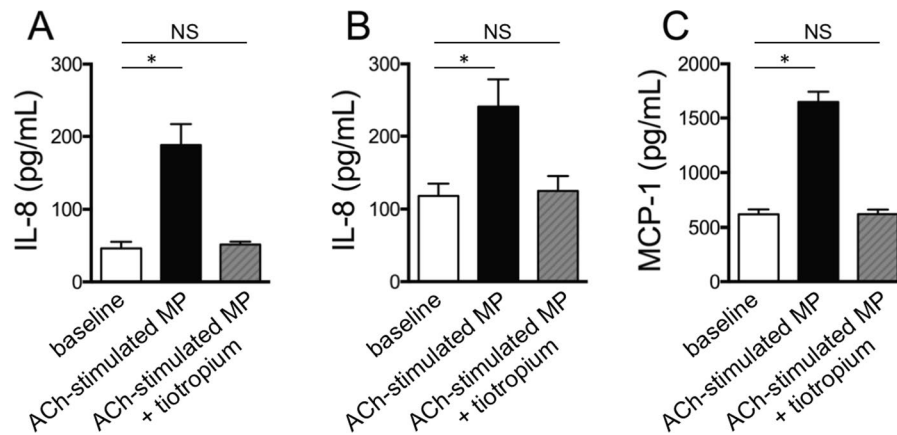 A
NS
*
IL-8 (pg/mL)
300
200
100
0
baseline
ACh-stimulated MP
ACh-stimulated MP
+ tiotropium
B
NS
*
IL-8 (pg/mL)
300
200
100
0
baseline
ACh-stimulated MP
ACh-stimulated MP
+ tiotropium
C
NS
*
MCP-1 (pg/mL)
2000
1500
1000
500
0
baseline
ACh-stimulated MP
ACh-stimulated MP
+ tiotropium